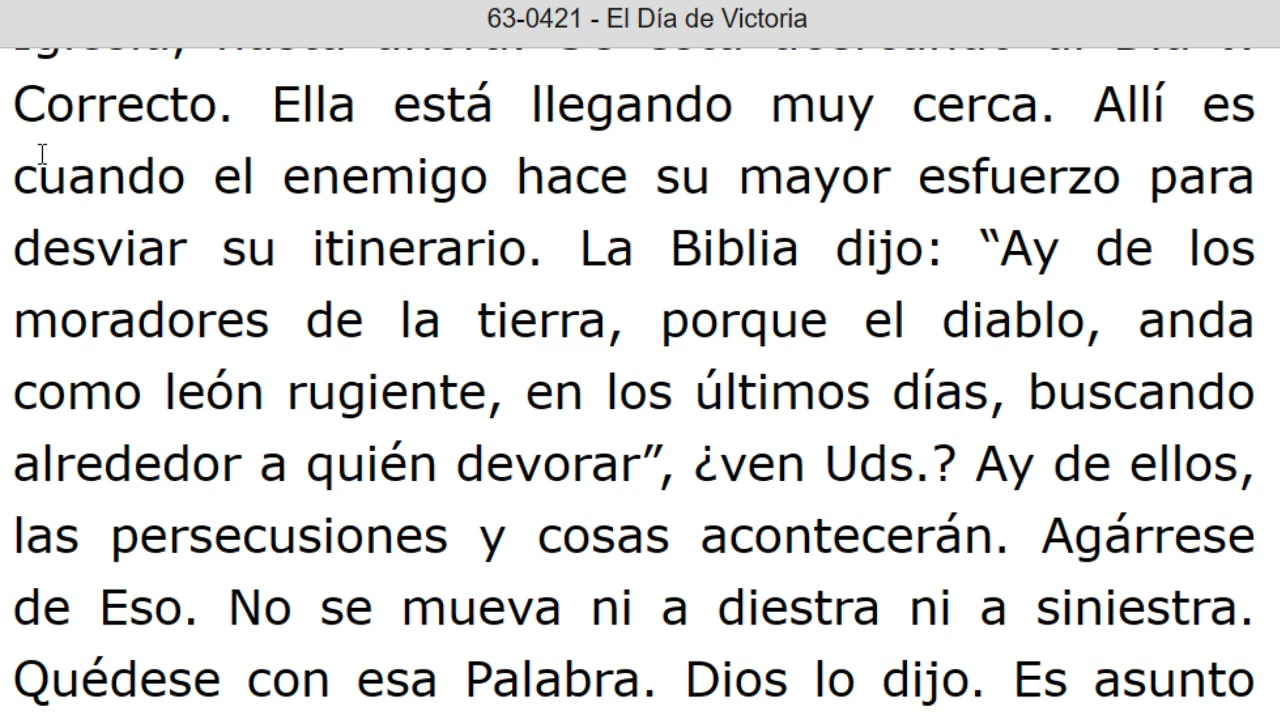 63-0421 - El Día de Victoria
Correcto. Ella está llegando muy cerca. Allí es
cuando el enemigo hace su mayor esfuerzo para
desviar su itinerario. La Biblia dijo: “Ay de los
moradores de la tierra, porque el diablo, anda
como león rugiente, en los últimos días, buscando
alrededor a quién devorar”, ¿ven Uds.? Ay de ellos,
las persecusiones y cosas acontecerán. Agárrese
de Eso. No se mueva ni a diestra ni a siniestra.
Quédese con esa Palabra. Dios lo dijo. Es asunto